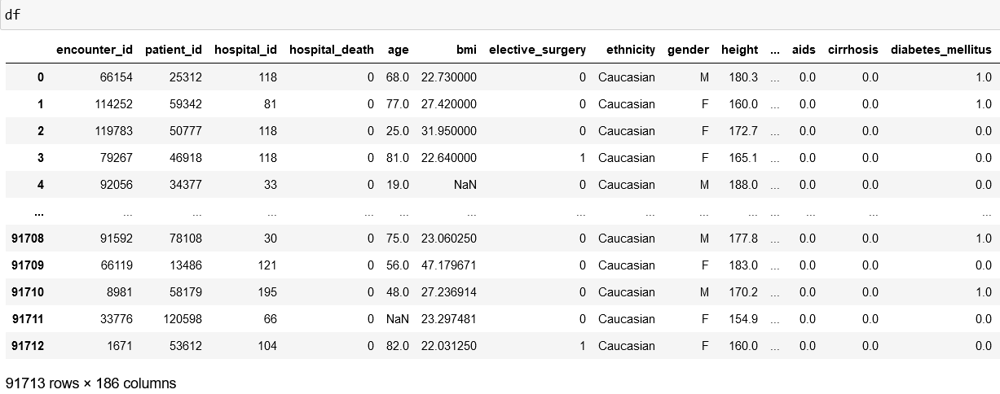 df
encounter_id patient_id hospital_id hospital_death age bmi elective_surgery ethnicity gender height ... aids cirrhosis diabetes_mellitus
0 66154 25312 118 0 68.0 22.730000 0 Caucasian M 180.3 ... 0.0 0.0 1.0
1 114252 59342 81 0 77.0 27.420000 0 Caucasian F 160.0 ... 0.0 0.0 1.0
2 119783 50777 118 0 25.0 31.950000 0 Caucasian F 172.7 ... 0.0 0.0 0.0
3 79267 46918 118 0 81.0 22.640000 1 Caucasian F 165.1 ... 0.0 0.0 0.0
4 92056 34377 33 0 19.0 NaN 0 Caucasian M 188.0 ... 0.0 0.0 0.0
... ... ... ... ... ... ... ... ... ... ... ... ... ... ...
91708 91592 78108 30 0 75.0 23.060250 0 Caucasian M 177.8 ... 0.0 0.0 1.0
91709 66119 13486 121 0 56.0 47.179671 0 Caucasian F 183.0 ... 0.0 0.0 0.0
91710 8981 58179 195 0 48.0 27.236914 0 Caucasian M 170.2 ... 0.0 0.0 1.0
91711 33776 120598 66 0 NaN 23.297481 0 Caucasian F 154.9 ... 0.0 0.0 0.0
91712 1671 53612 104 0 82.0 22.031250 1 Caucasian F 160.0 ... 0.0 0.0 0.0
91713 rows × 186 columns